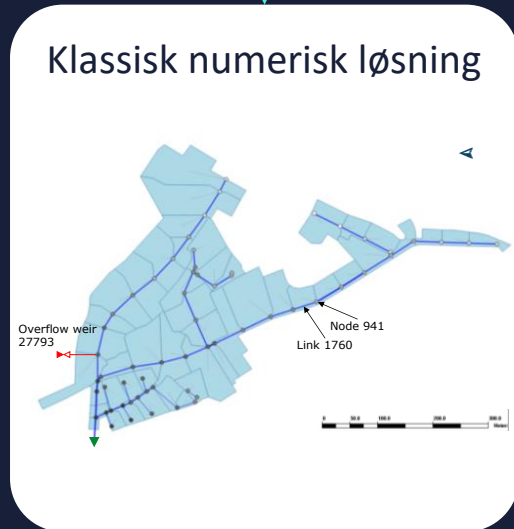 Klassisk numerisk løsning
Overflow weir
27793
Node 941
Link 1760
0 50.0 100.0 200.0 300.0
Meter